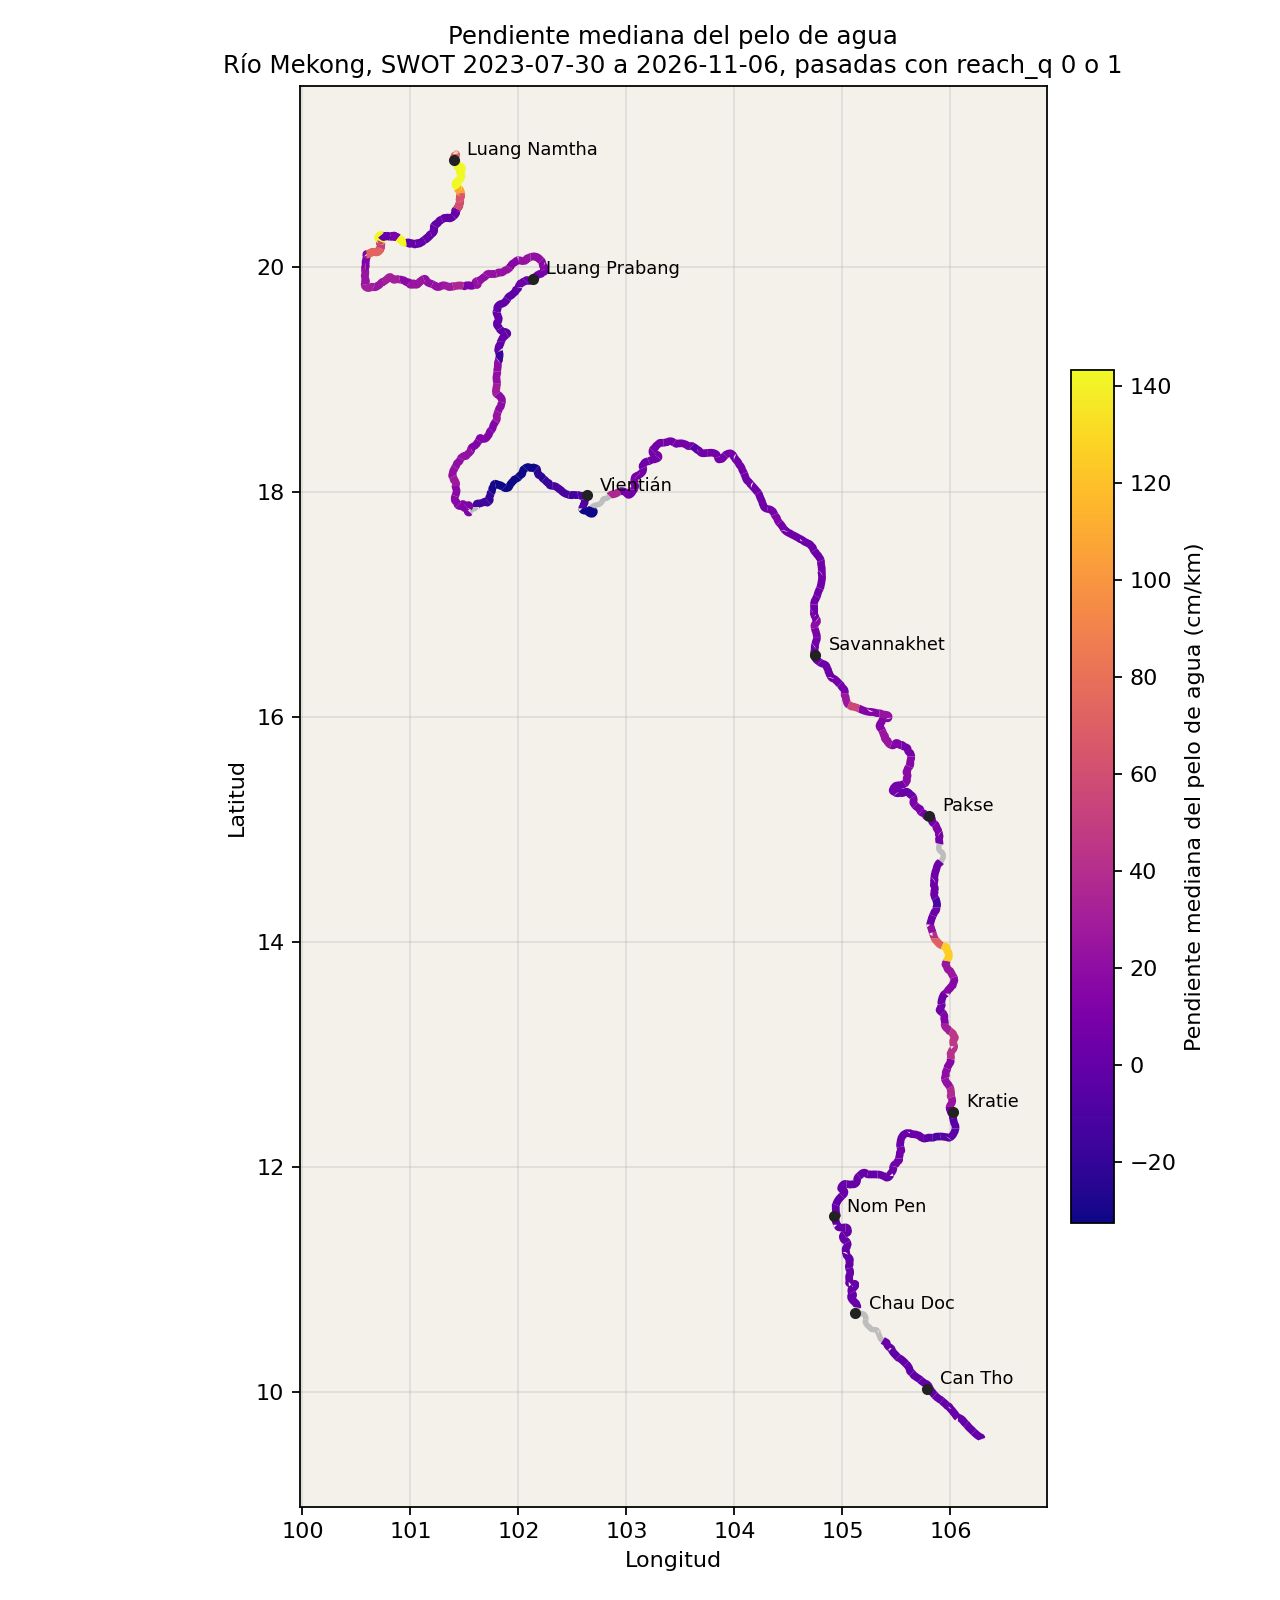 Pendiente mediana del pelo de agua
Río Mekong, SWOT 2023-07-30 a 2026-11-06, pasadas con reach_q 0 o 1
Luang Namtha
Luang Prabang
Vientián
Savannakhet
Pakse
Kratie
Nom Pen
Chau Doc
Can Tho
20
18
16
14
12
10
Latitud
100
101
102
103
104
105
106
Longitud
140
120
100
80
60
40
20
0
−20
Pendiente mediana del pelo de agua (cm/km)